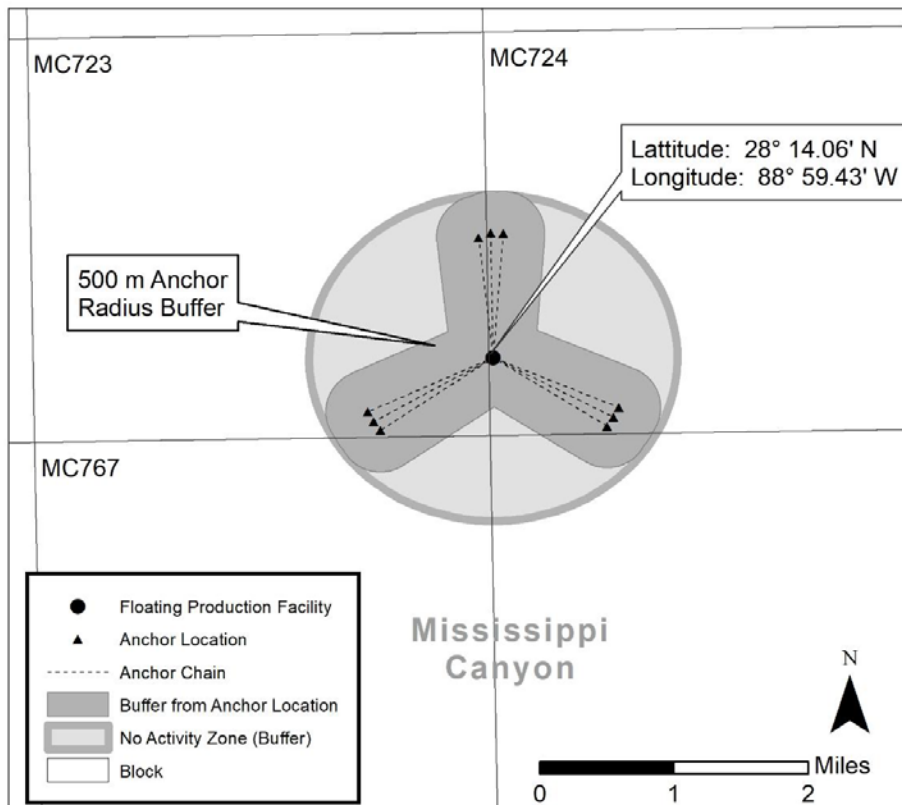 MC723
MC724
Lattitude: 28° 14.06' N
Longitude: 88° 59.43' W
500 m Anchor
Radius Buffer
MC767
Floating Production Facility
Anchor Location
Anchor Chain
Buffer from Anchor Location
No Activity Zone (Buffer)
Block
Mississippi
Canyon
N
Miles
0 1 2